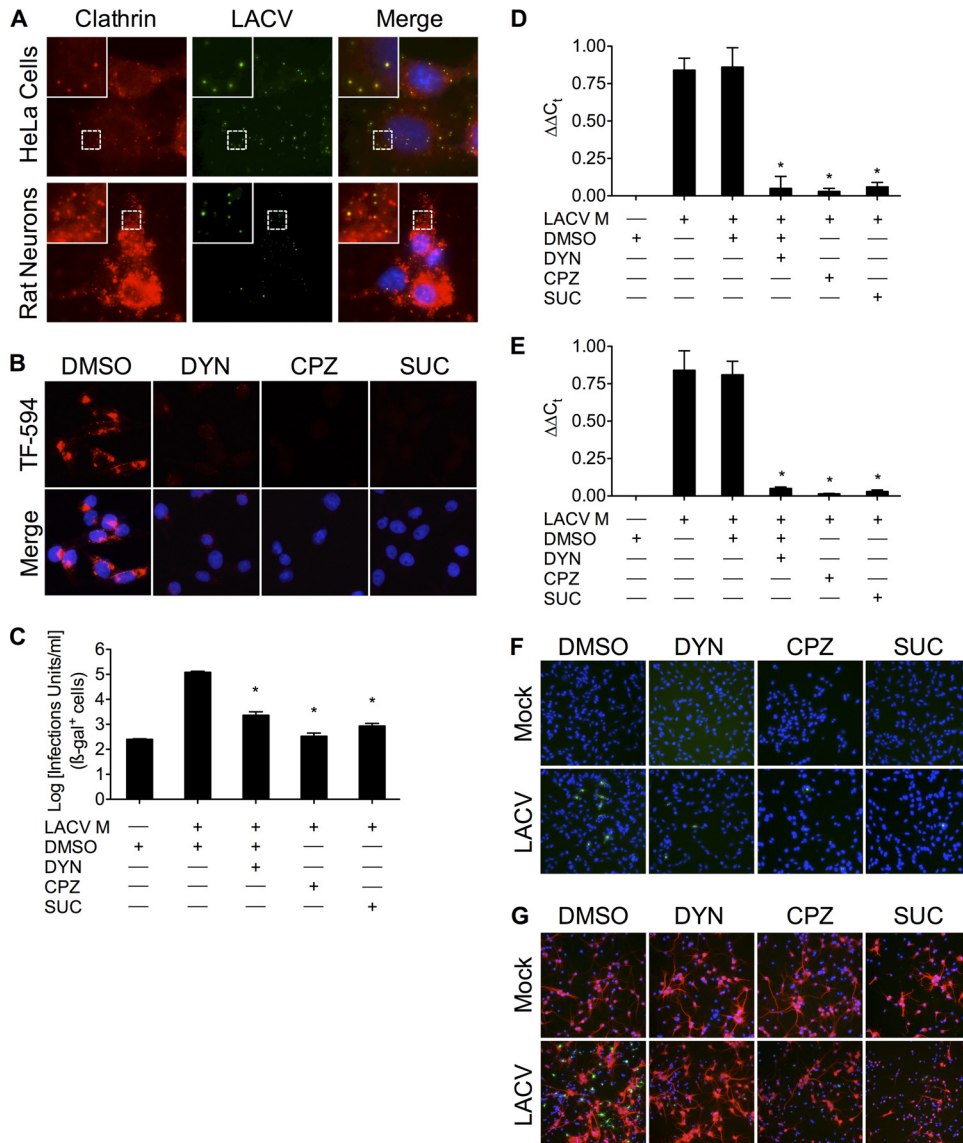 A
Clathrin LACV Merge
HeLa Cells
Rat Neurons
B
DMSO DYN CPZ SUC
TF-594
Merge
C
Log [Infections Units/ml]
(ß-gal⁺ cells)
6
5
4
3
2
1
0
* * *
LACV M — + + + +
DMSO + + + — —
DYN — — + — —
CPZ — — — + —
SUC — — — — +
D
ΔΔCt
1.00
0.75
0.50
0.25
0.00
* * *
LACV M — + + + + +
DMSO + — + + — —
DYN — — — + — —
CPZ — — — — + —
SUC — — — — — +
E
ΔΔCt
1.00
0.75
0.50
0.25
0.00
* * *
LACV M — + + + + +
DMSO + — + + — —
DYN — — — + — —
CPZ — — — — + —
SUC — — — — — +
F
DMSO DYN CPZ SUC
Mock
LACV
G
DMSO DYN CPZ SUC
Mock
LACV